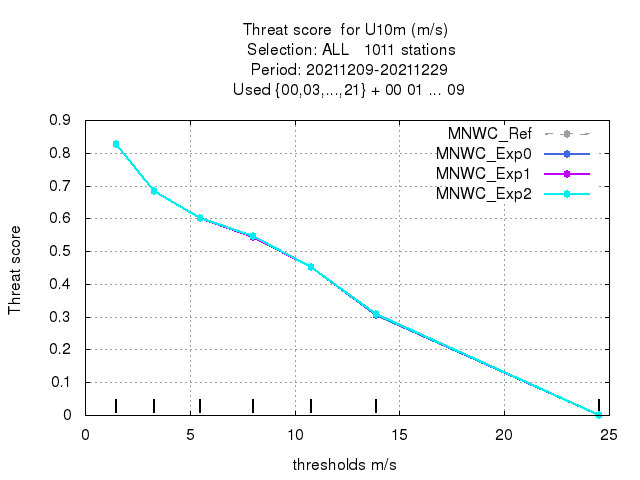 Threat score  for U10m (m/s)
Selection: ALL   1011 stations
Period: 20211209-20211229
Used {00,03,...,21} + 00 01 ... 09
MNWC_Ref
MNWC_Exp0
MNWC_Exp1
MNWC_Exp2
Threat score
0.9
0.8
0.7
0.6
0.5
0.4
0.3
0.2
0.1
0
0 5 10 15 20 25
thresholds m/s